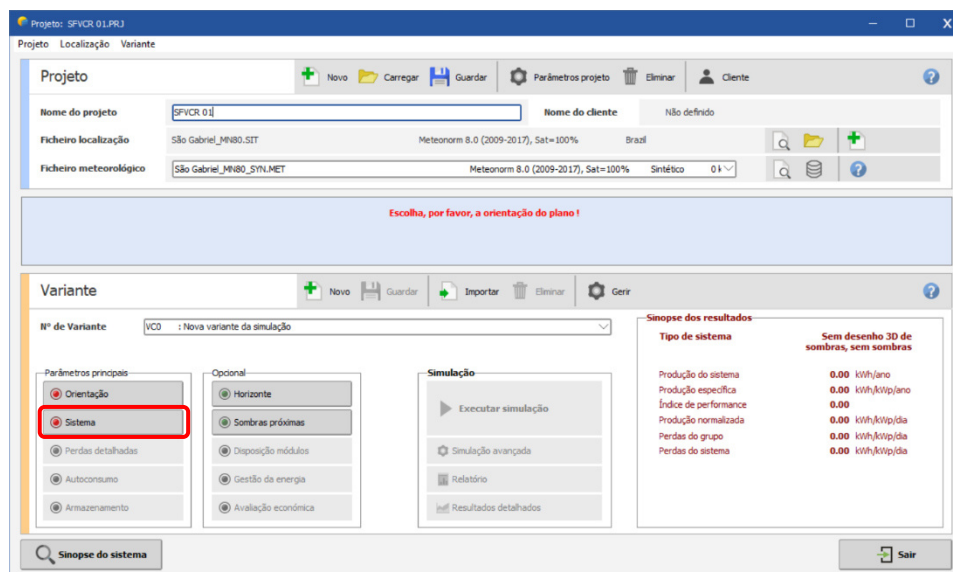 Projeto: SFVCR 01.PRJ
Projeto Localização Variante
Projeto Novo Carregar Guardar Parâmetros projeto Eliminar Cliente
Nome do projeto SFVCR 01 Nome do cliente Não definido
Ficheiro localização São Gabriel_MN80.SIT Meteonorm 8.0 (2009-2017), Sat=100% Brazil
Ficheiro meteorológico São Gabriel_MN80_SYN.MET Meteonorm 8.0 (2009-2017), Sat=100% Sintético 0 k
Escolha, por favor, a orientação do plano !
Variante Novo Guardar Importar Eliminar Gerir
Nº de Variante VC0 : Nova variante da simulação
Parâmetros principais
Orientação
Sistema
Perdas detalhadas
Autoconsumo
Armazenamento
Opcional
Horizonte
Sombras próximas
Disposição módulos
Gestão da energia
Avaliação económica
Simulação
Executar simulação
Simulação avançada
Relatório
Resultados detalhados
Sinopse dos resultados
Tipo de sistema Sem desenho 3D de
sombras, sem sombras
Produção do sistema 0.00 kWh/ano
Produção específica 0.00 kWh/kWp/ano
Índice de performance 0.00
Produção normalizada 0.00 kWh/kWp/dia
Perdas do grupo 0.00 kWh/kWp/dia
Perdas do sistema 0.00 kWh/kWp/dia
Sinopse do sistema
Sair